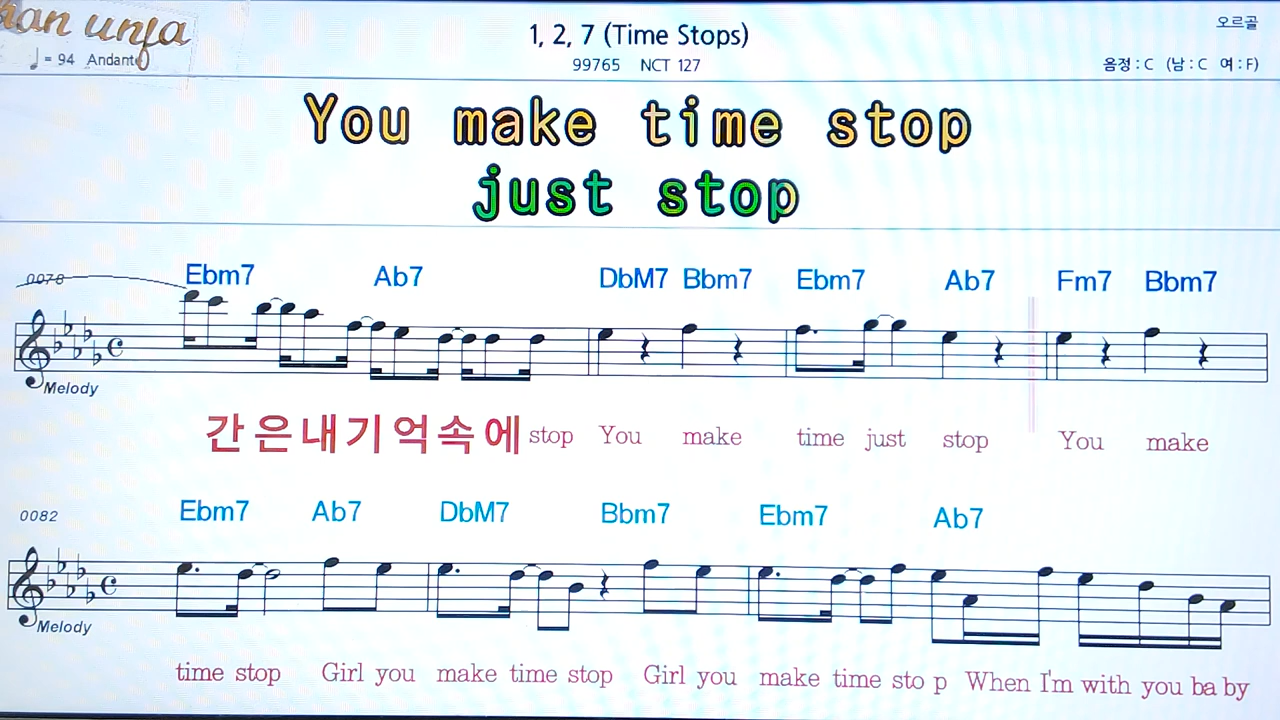 1, 2, 7 (Time Stops)
오르골
♩ = 94 Andante
99765 NCT 127
음정 : C (남 : C 여 : F)
You make time stop
just stop
0078
Ebm7 Ab7 DbM7 Bbm7 Ebm7 Ab7 Fm7 Bbm7
Melody
간은내기억속에 stop You make time just stop You make
0082
Ebm7 Ab7 DbM7 Bbm7 Ebm7 Ab7
Melody
time stop Girl you make time stop Girl you make time sto p When I'm with you ba by